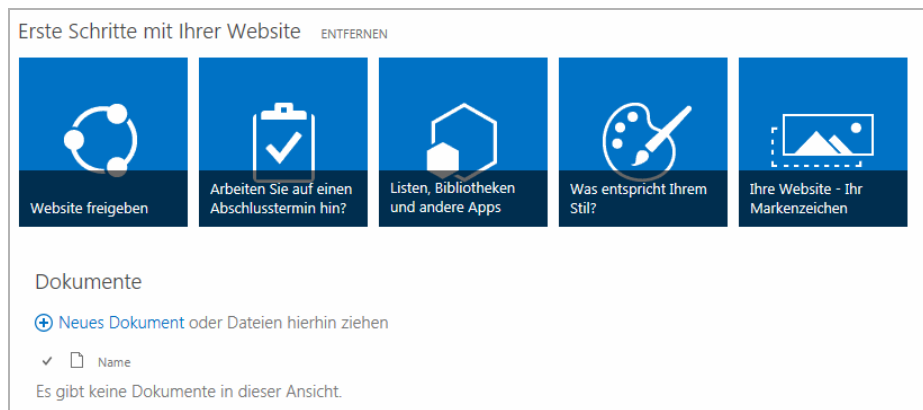 Erste Schritte mit Ihrer Website ENTFERNEN
Website freigeben
Arbeiten Sie auf einen
Abschlusstermin hin?
Listen, Bibliotheken
und andere Apps
Was entspricht Ihrem
Stil?
Ihre Website - Ihr
Markenzeichen
Dokumente
Neues Dokument oder Dateien hierhin ziehen
Name
Es gibt keine Dokumente in dieser Ansicht.